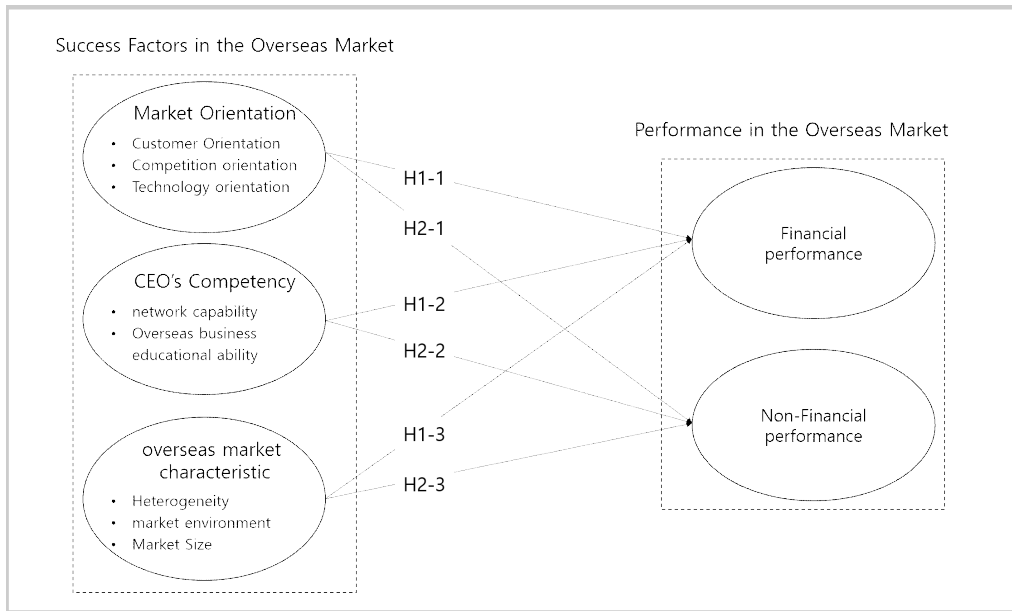 Success Factors in the Overseas Market
Market Orientation
• Customer Orientation
• Competition orientation
• Technology orientation
CEO's Competency
• network capability
• Overseas business
educational ability
overseas market
characteristic
• Heterogeneity
• market environment
• Market Size
H1-1
H2-1
H1-2
H2-2
H1-3
H2-3
Performance in the Overseas Market
Financial
performance
Non-Financial
performance